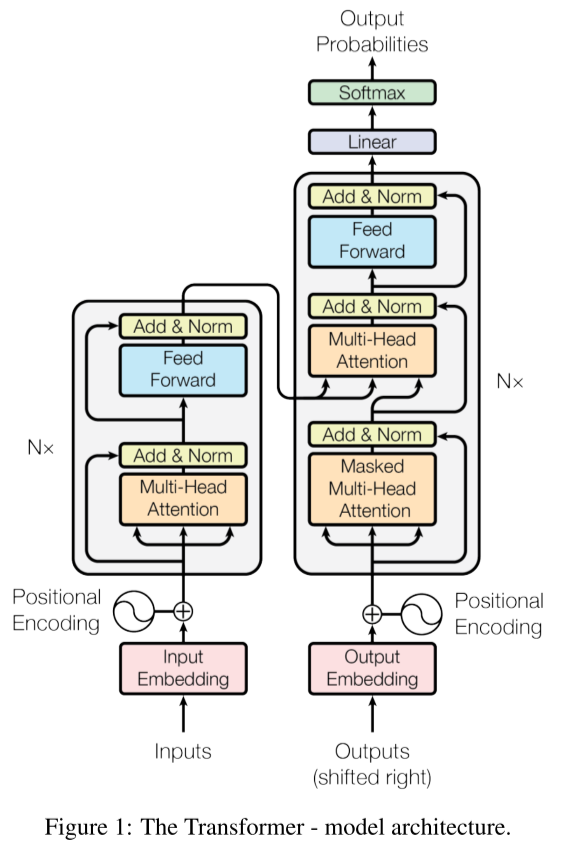 Output
Probabilities
Softmax
Linear
Add & Norm
Feed
Forward
Add & Norm
Multi-Head
Attention
Add & Norm
Masked
Multi-Head
Attention
N×
Add & Norm
Feed
Forward
Add & Norm
Multi-Head
Attention
N×
Positional
Encoding
Positional
Encoding
Input
Embedding
Output
Embedding
Inputs
Outputs
(shifted right)
Figure 1: The Transformer - model architecture.